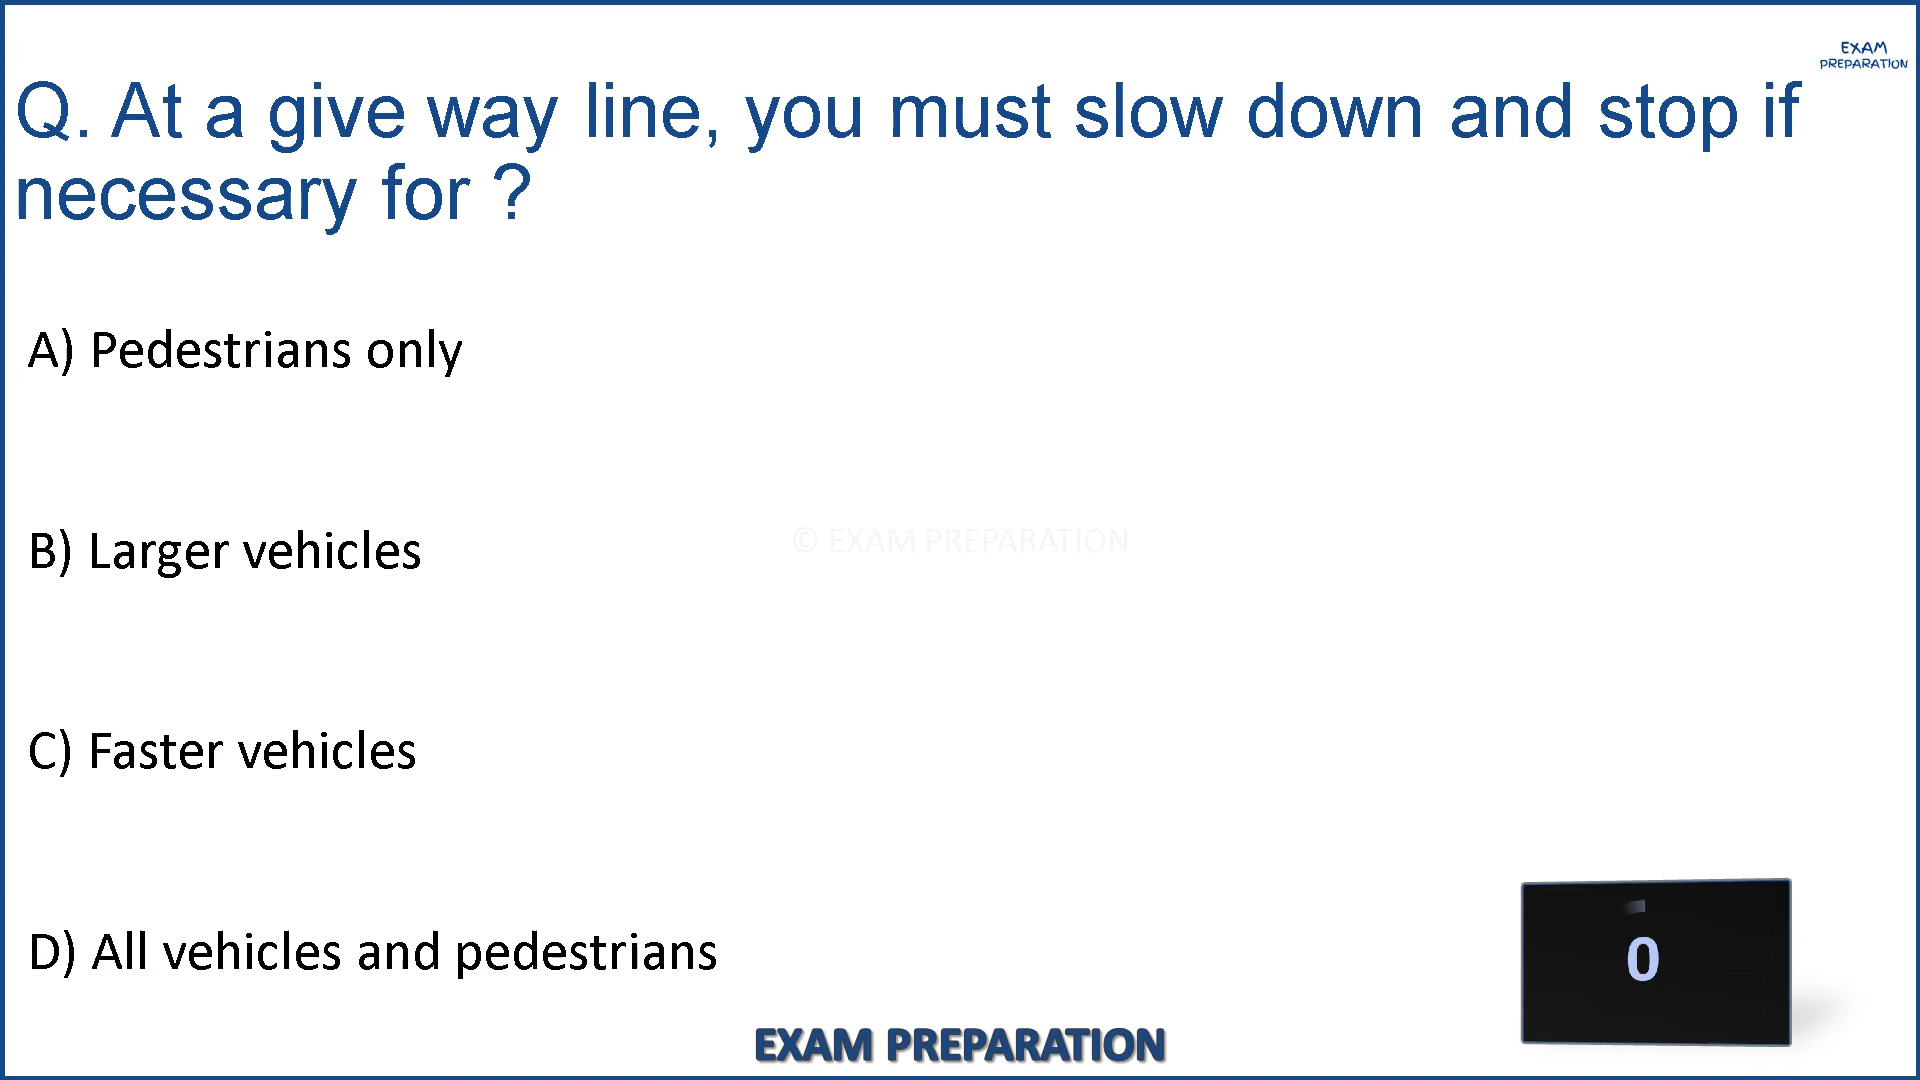 EXAM
PREPARATION
Q. At a give way line, you must slow down and stop if
necessary for ?
A) Pedestrians only
B) Larger vehicles
© EXAM PREPARATION
C) Faster vehicles
D) All vehicles and pedestrians
0
EXAM PREPARATION